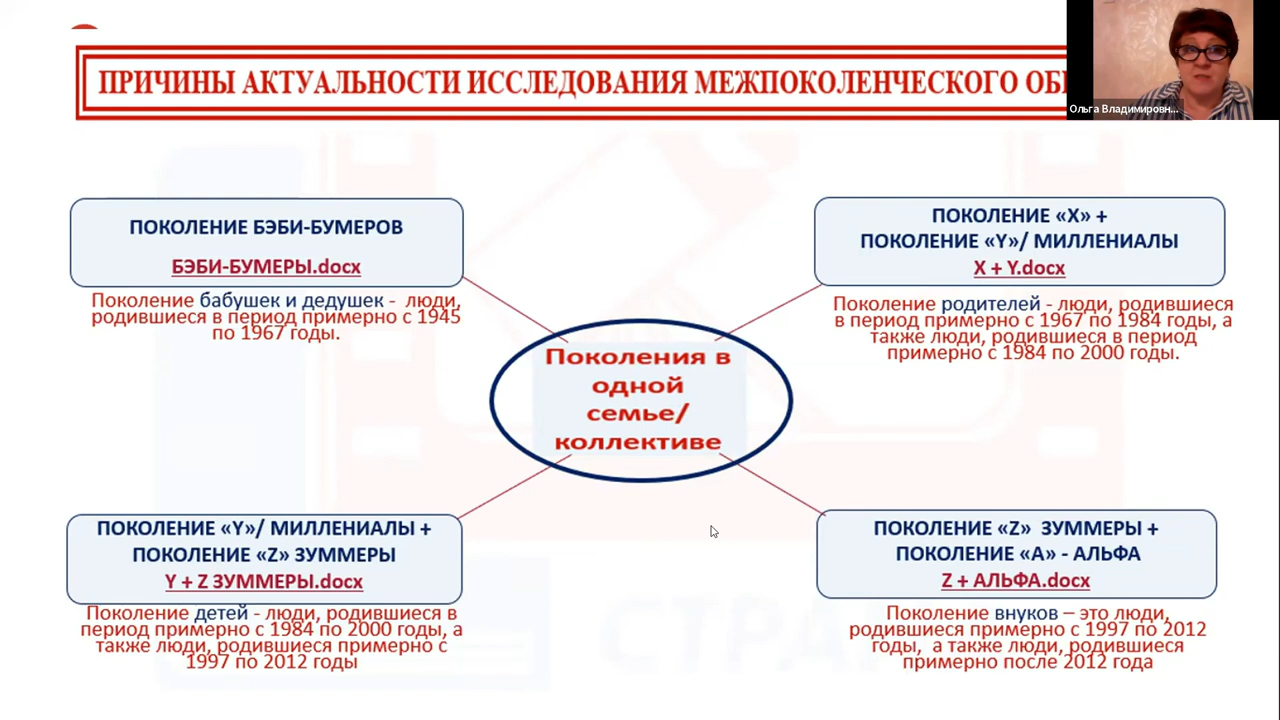 ПРИЧИНЫ АКТУАЛЬНОСТИ ИССЛЕДОВАНИЯ МЕЖПОКОЛЕНЧЕСКОГО
Ольга Владимировн...
ПОКОЛЕНИЕ БЭБИ-БУМЕРОВ
БЭБИ-БУМЕРЫ.docx
Поколение бабушек и дедушек - люди,
родившиеся в период примерно с 1945
по 1967 годы.
ПОКОЛЕНИЕ «X» +
ПОКОЛЕНИЕ «Y»/ МИЛЛЕНИАЛЫ
X + Y.docx
Поколение родителей - люди, родившиеся
в период примерно с 1967 по 1984 годы, а
также люди, родившиеся в период
примерно с 1984 по 2000 годы.
Поколения в
одной
семье/
коллективе
ПОКОЛЕНИЕ «Y»/ МИЛЛЕНИАЛЫ +
ПОКОЛЕНИЕ «Z» ЗУММЕРЫ
Y + Z ЗУММЕРЫ.docx
Поколение детей - люди, родившиеся в
период примерно с 1984 по 2000 годы, а
также люди, родившиеся примерно с
1997 по 2012 годы
ПОКОЛЕНИЕ «Z» ЗУММЕРЫ +
ПОКОЛЕНИЕ «А» - АЛЬФА
Z + АЛЬФА.docx
Поколение внуков – это люди,
родившиеся примерно с 1997 по 2012
годы, а также люди, родившиеся
примерно после 2012 года